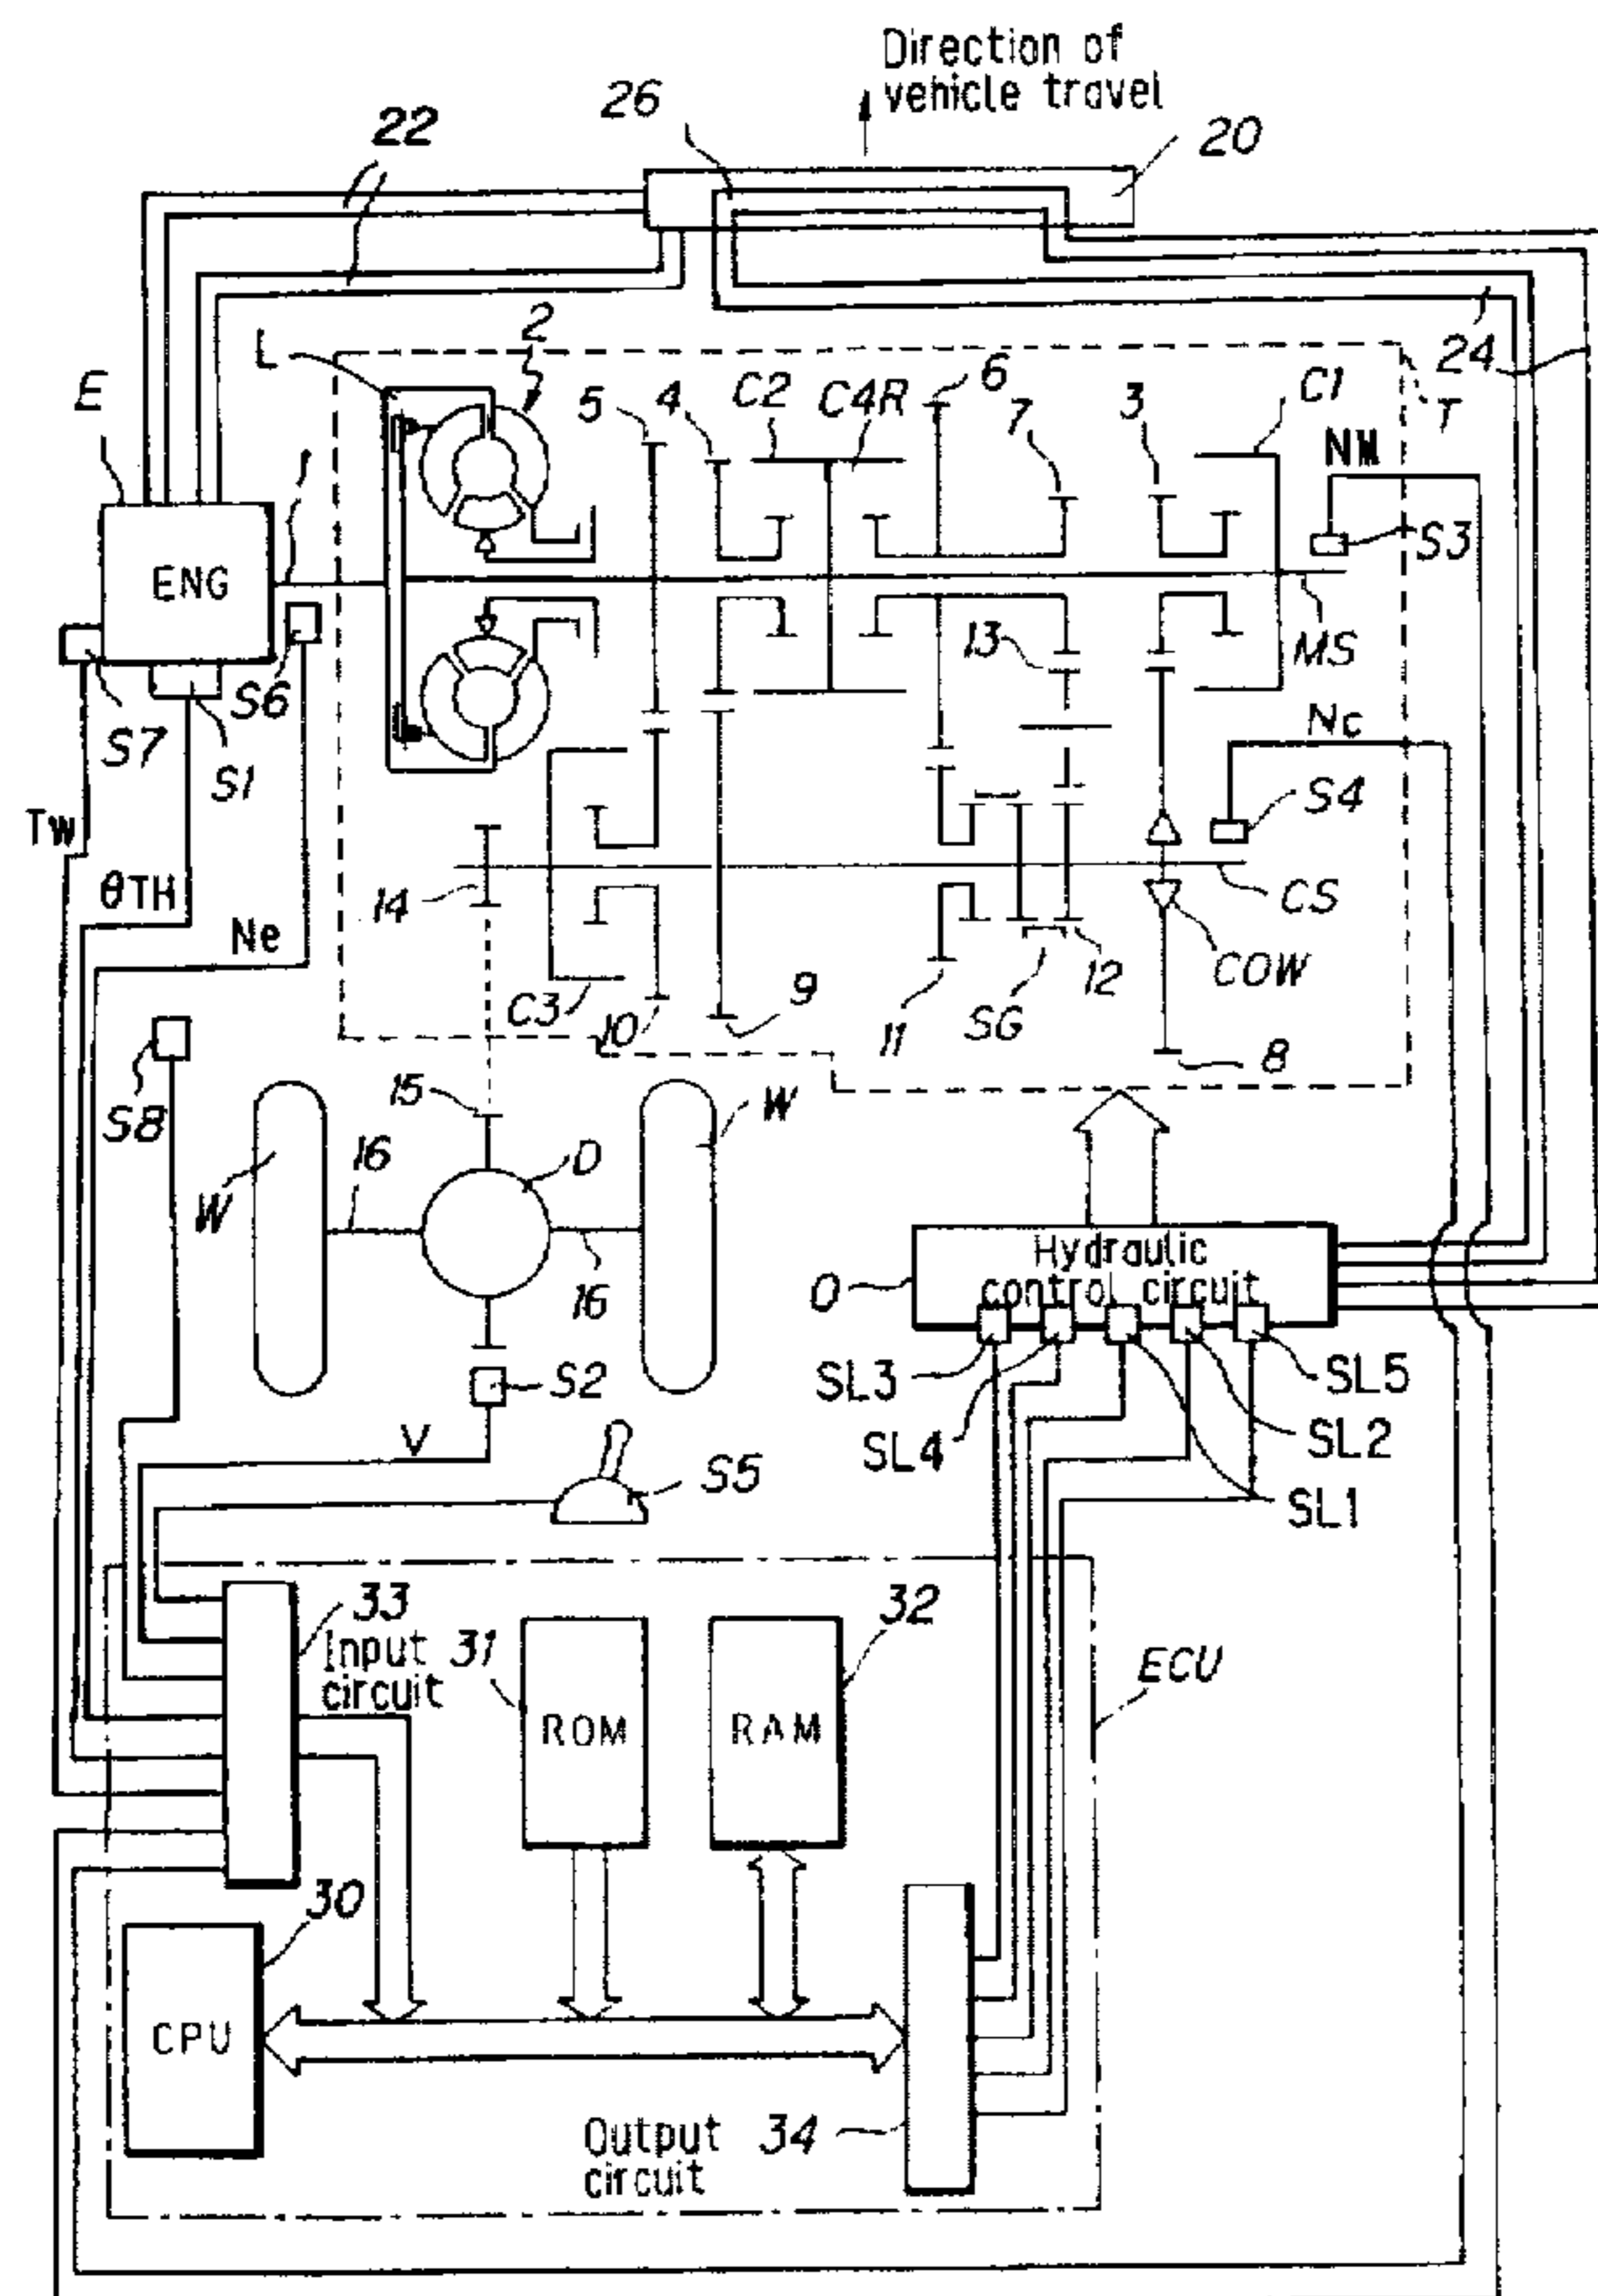 Direction of
vehicle travel
26
20
22
L
2
24
E
5
4
C2
C4R
6
7
3
C1
T
NM
1
S3
ENG
13
MS
S6
S7
S1
Nc
S4
Tw
θTH
Ne
14
CS
C3
10
9
11
SG
12
COW
8
S8
15
W
16
D
W
16
Hydraulic
control circuit
O
S2
SL3
SL5
V
SL4
SL2
S5
SL1
33
Input
circuit
31
32
ECU
ROM
RAM
30
CPU
Output
circuit
34